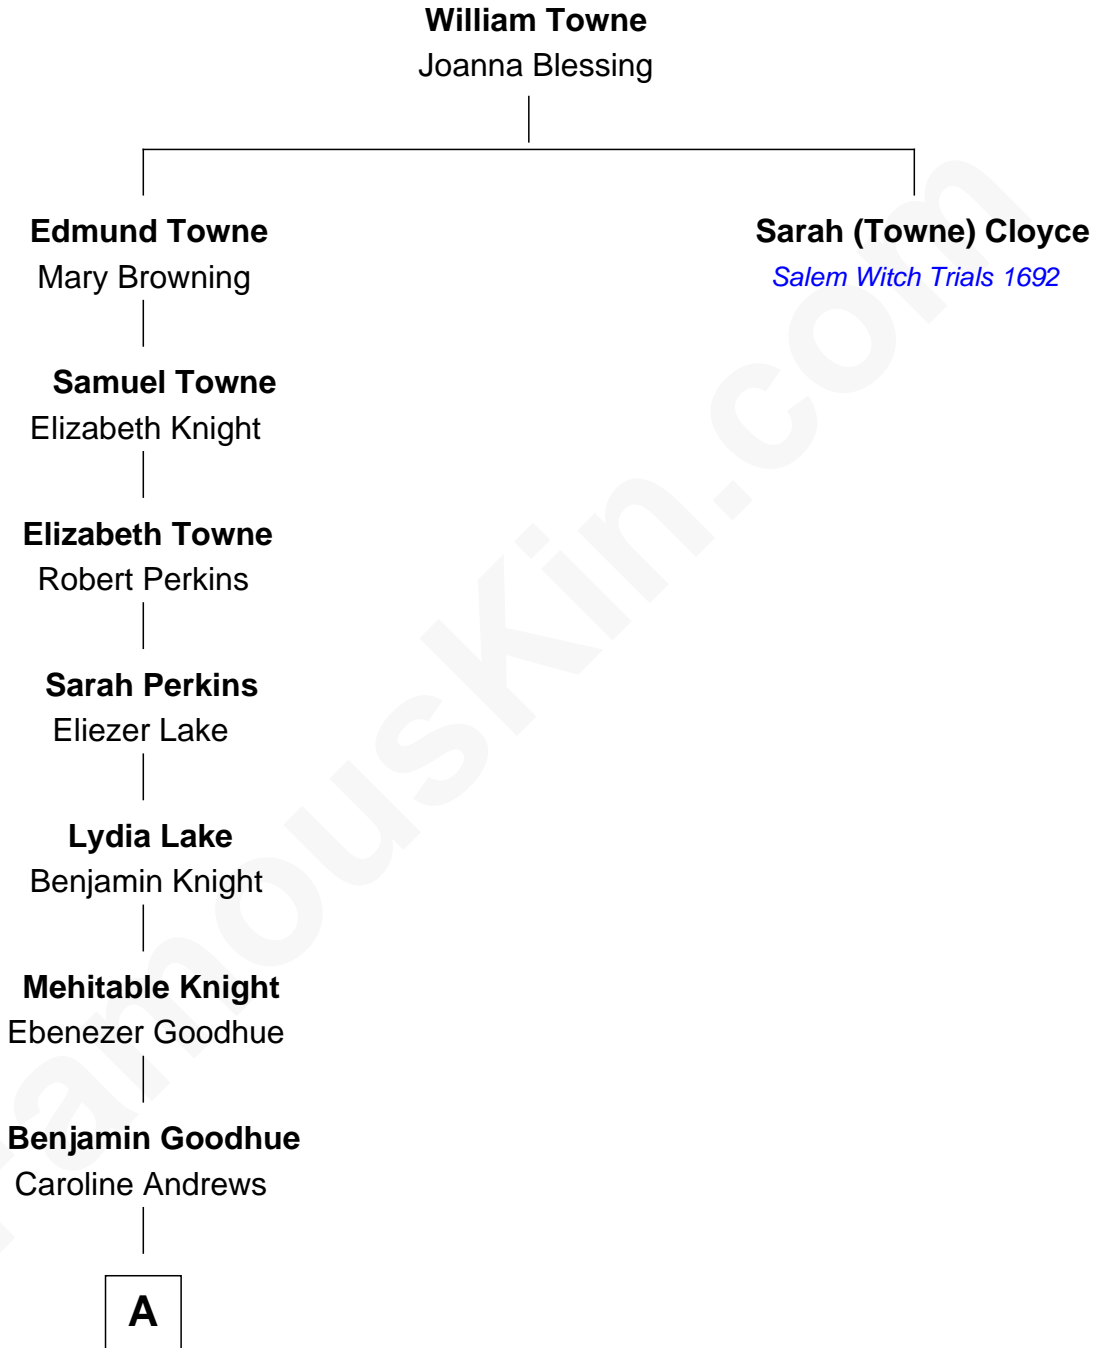 William Towne
Joanna Blessing
Edmund Towne
Mary Browning
Sarah (Towne) Cloyce
Salem Witch Trials 1692
Samuel Towne
Elizabeth Knight
Elizabeth Towne
Robert Perkins
Sarah Perkins
Eliezer Lake
Lydia Lake
Benjamin Knight
Mehitable Knight
Ebenezer Goodhue
Benjamin Goodhue
Caroline Andrews
A
FamousKin.com